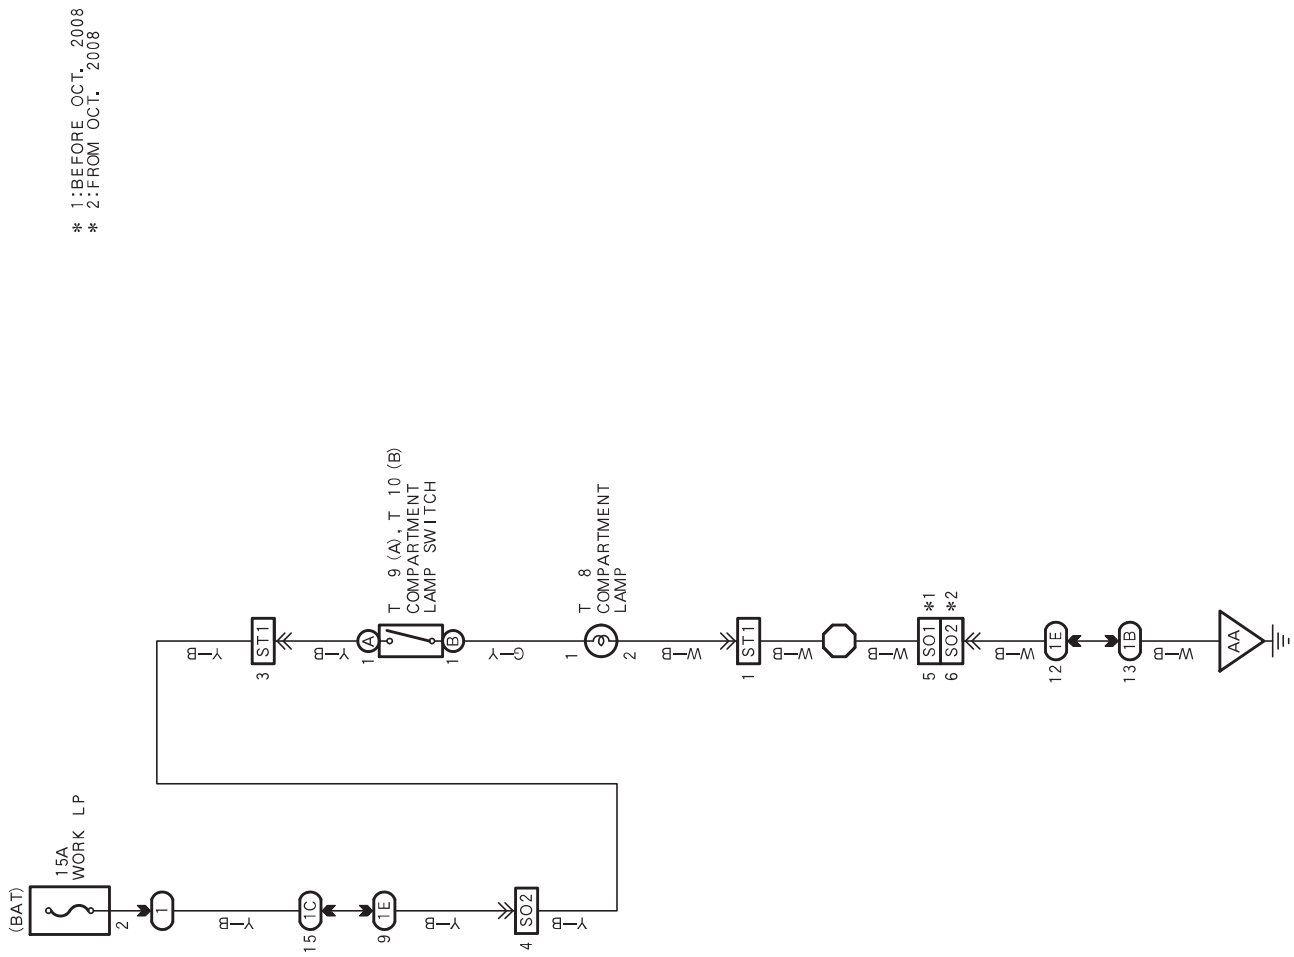 * 1:BEFORE OCT. 2008
* 2:FROM OCT. 2008
(BAT)
15A
WORK LP
2
1
Y-B
15
1C
9
1E
Y-B
4
SO2
Y-B
Y-B
3
ST1
Y-B
1
A
T 9 (A), T 10 (B)
COMPARTMENT
LAMP SWITCH
1
B
G-Y
1
T 8
COMPARTMENT
LAMP
2
W-B
1
ST1
W-B
W-B
5
SO1
*1
6
SO2
*2
W-B
12
1E
13
1B
W-B
AA